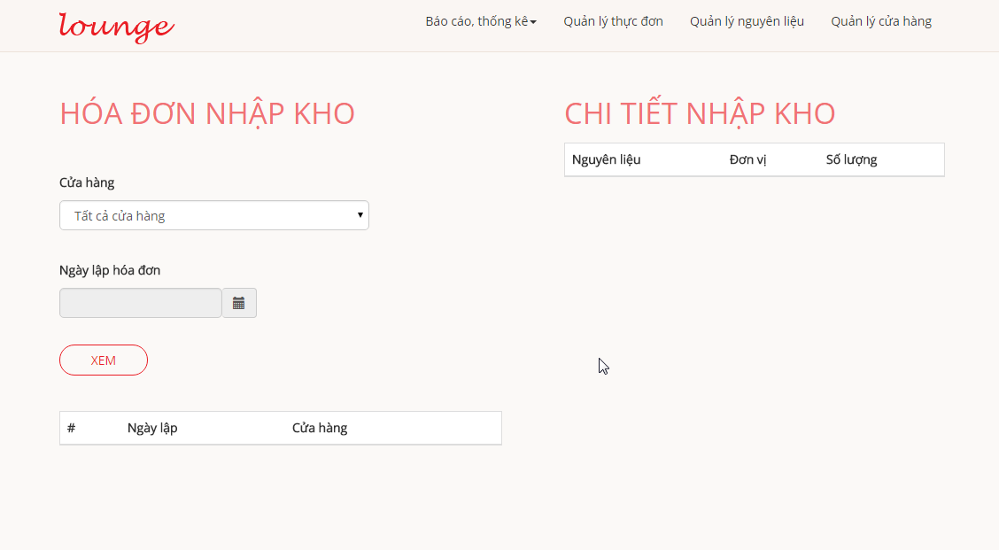 lounge
Báo cáo, thống kê Quản lý thực đơn Quản lý nguyên liệu Quản lý cửa hàng
HÓA ĐƠN NHẬP KHO
Cửa hàng
Tất cả cửa hàng
Ngày lập hóa đơn
XEM
# Ngày lập Cửa hàng
CHI TIẾT NHẬP KHO
Nguyên liệu Đơn vị Số lượng